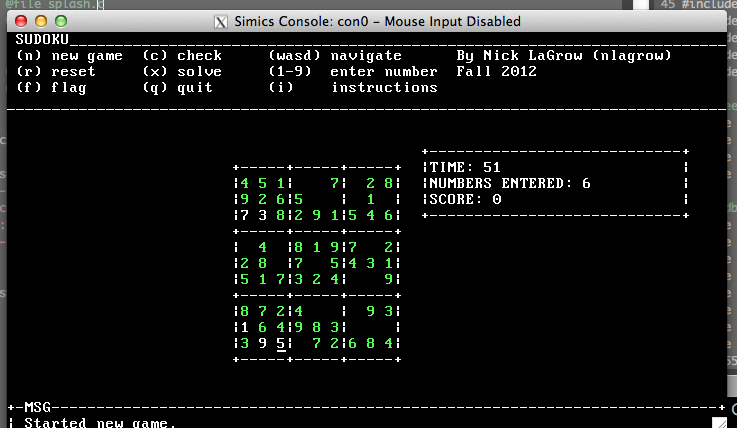 @file splash.c
45 #include
Simics Console: con0 – Mouse Input Disabled
SUDOKU
(n) new game (c) check (wasd) navigate By Nick LaGrow (nlagrow)
(r) reset (x) solve (1-9) enter number Fall 2012
(f) flag (q) quit (i) instructions
+-----+-----+-----+
|4 5 1|    7|  2 8|
|9 2 6|5    |  1  |
|7 3 8|2 9 1|5 4 6|
+-----+-----+-----+
|  4  |8 1 9|7   2|
|2 8  |7   5|4 3 1|
|5 1 7|3 2 4|    9|
+-----+-----+-----+
|8 7 2|4    |  9 3|
|1 6 4|9 8 3|     |
|3 9 5|  7 2|6 8 4|
+-----+-----+-----+
TIME: 51
NUMBERS ENTERED: 6
SCORE: 0
+-MSG
| Started new game.